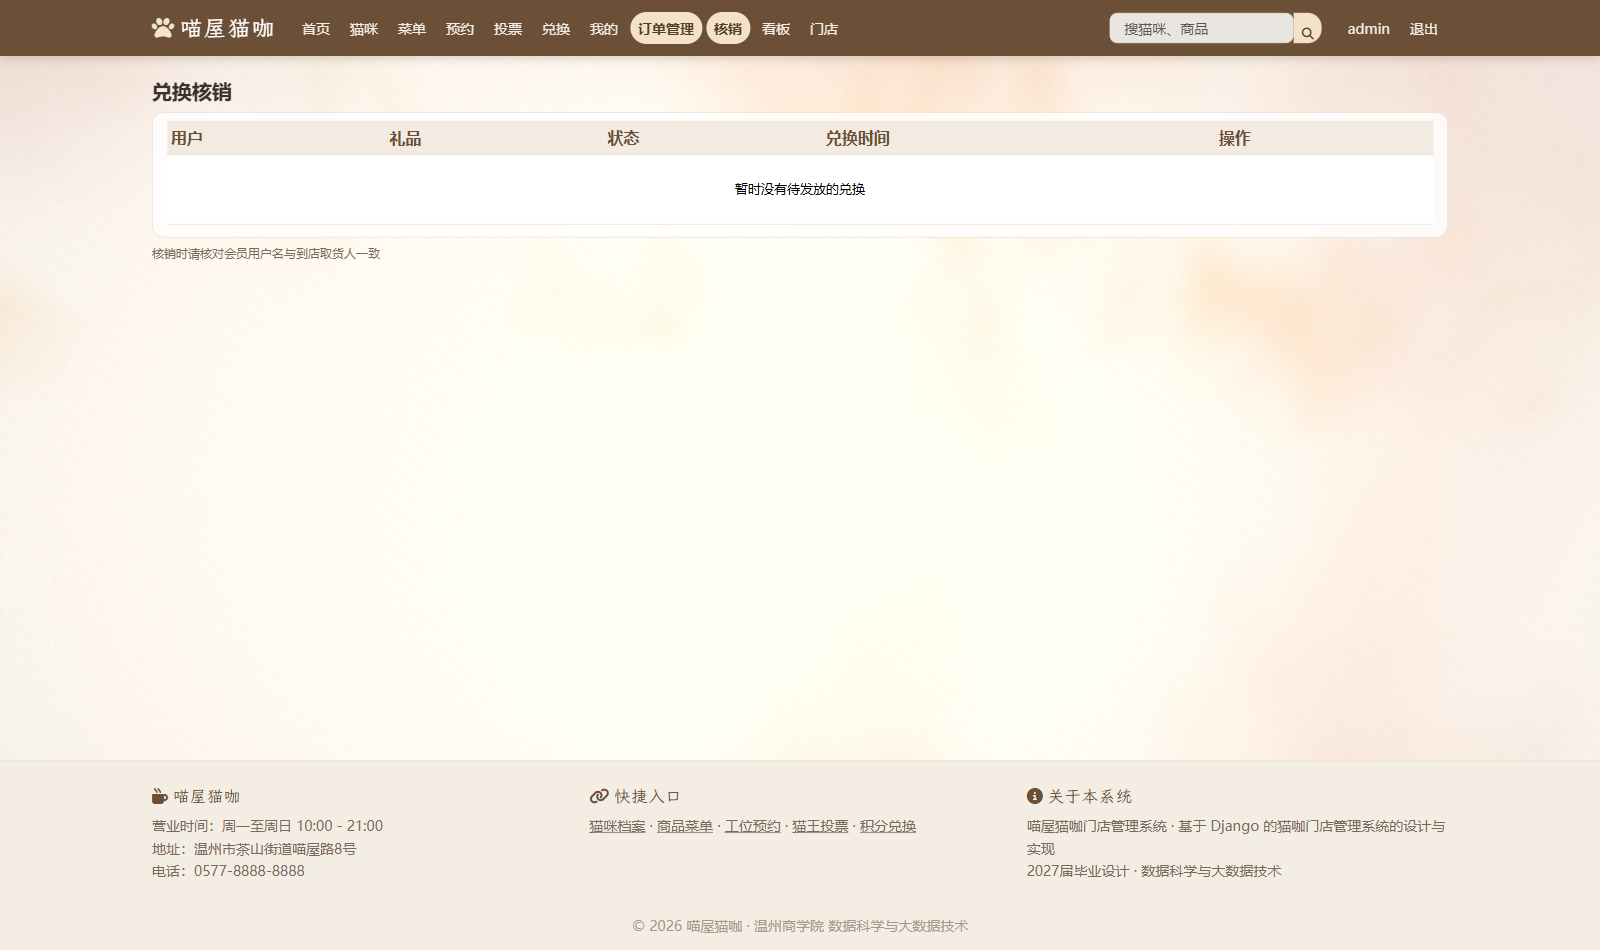 喵屋猫咖 首页 猫咪 菜单 预约 投票 兑换 我的 订单管理 核销 看板 门店 搜猫咪、商品 admin 退出
兑换核销
用户 礼品 状态 兑换时间 操作
暂时没有待发放的兑换
核销时请核对会员用户名与到店取货人一致
喵屋猫咖
营业时间：周一至周日 10:00 - 21:00
地址：温州市茶山街道喵屋路8号
电话：0577-8888-8888
快捷入口
猫咪档案 · 商品菜单 · 工位预约 · 猫王投票 · 积分兑换
关于本系统
喵屋猫咖门店管理系统 · 基于 Django 的猫咖门店管理系统的设计与
实现
2027届毕业设计 · 数据科学与大数据技术
© 2026 喵屋猫咖 · 温州商学院 数据科学与大数据技术